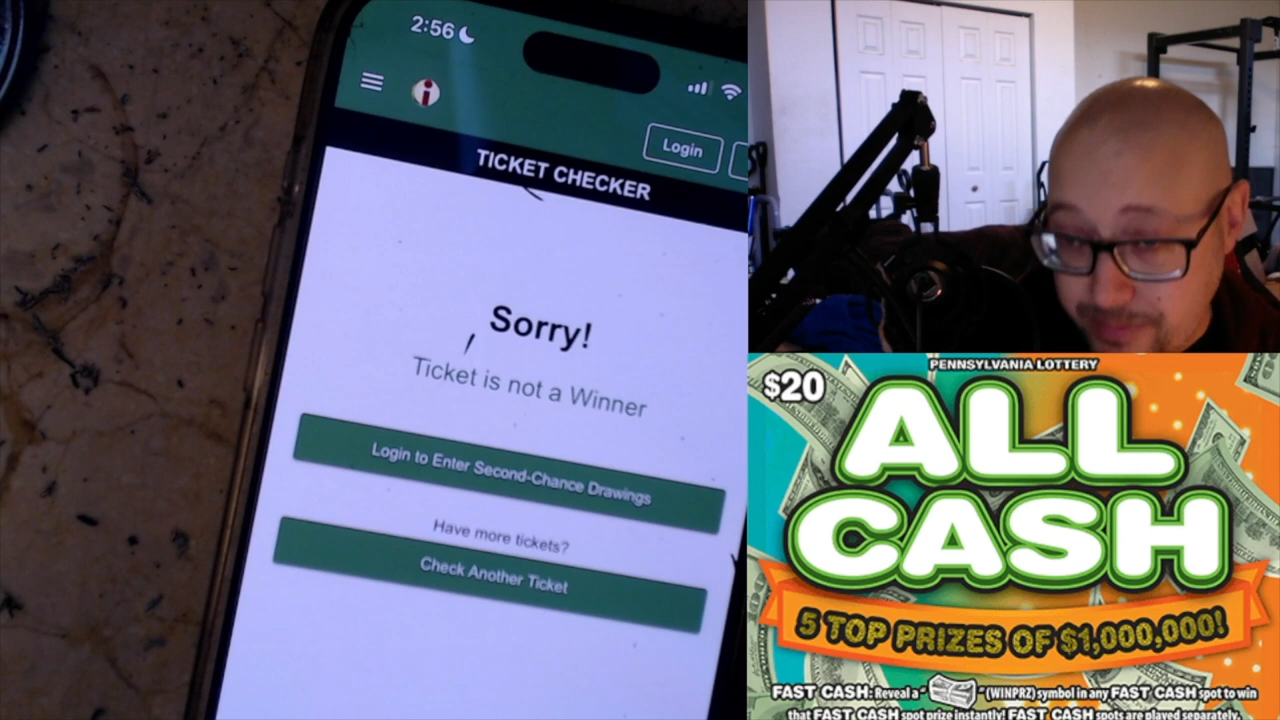 2:56
Login
TICKET CHECKER
Sorry!
Ticket is not a Winner
Login to Enter Second-Chance Drawings
Have more tickets?
Check Another Ticket
PENNSYLVANIA LOTTERY
$20
ALL
CASH
5 TOP PRIZES OF $1,000,000!
FAST CASH: Reveal a " " (WINPRZ) symbol in any FAST CASH spot to win
that FAST CASH spot prize instantly! FAST CASH spots are played separately.